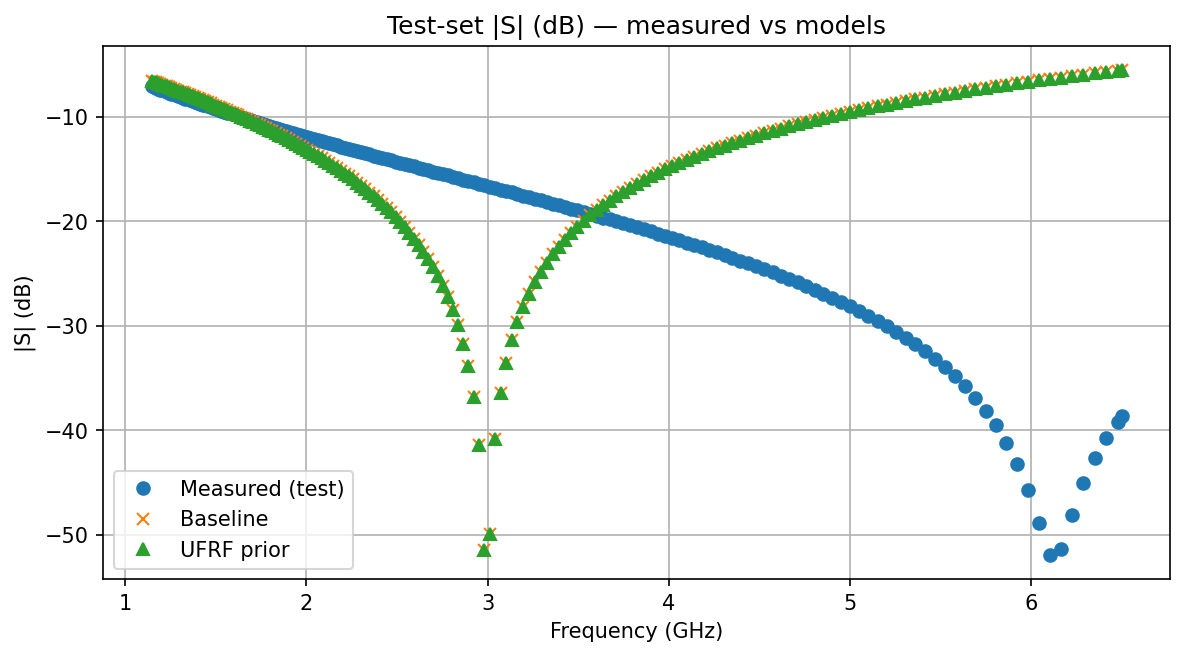 Test-set |S| (dB) — measured vs models
|S| (dB)
−10
−20
−30
−40
−50
Measured (test)
Baseline
UFRF prior
1 2 3 4 5 6
Frequency (GHz)